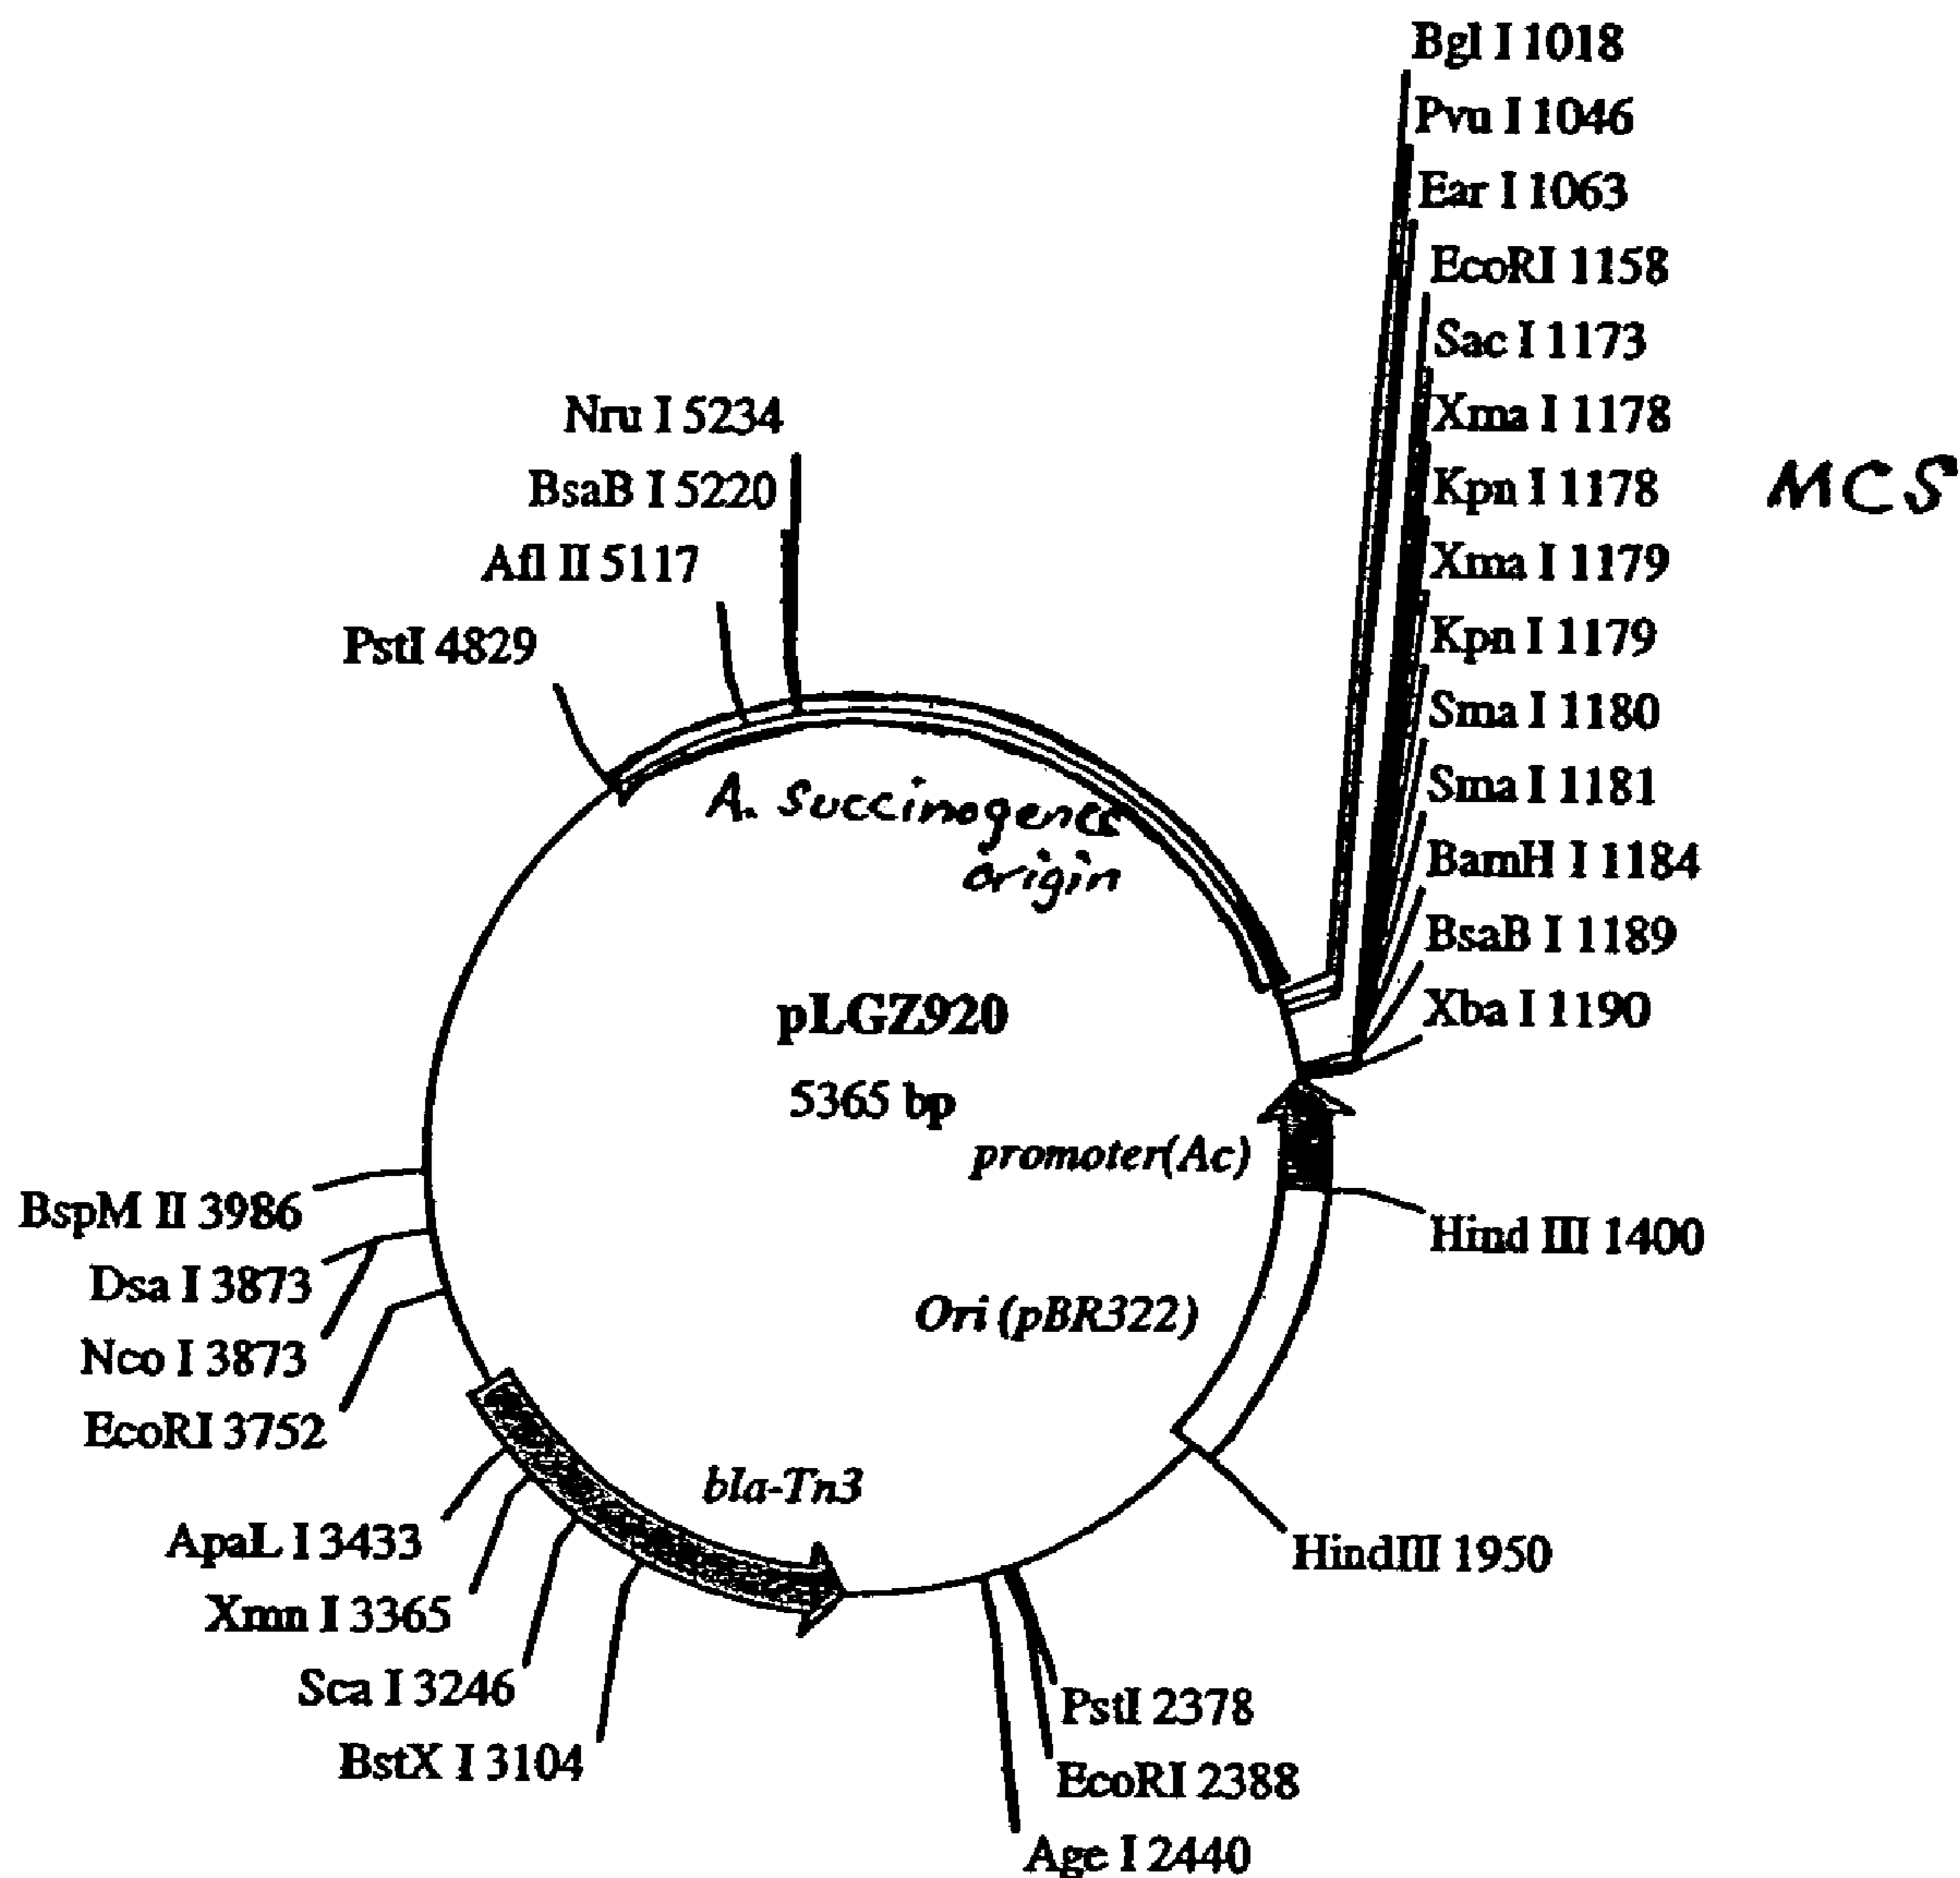 Bgl I 1018
Pvu I 1046
Ear I 1063
EcoRI 1158
Sac I 1173
Xma I 1178
Kpn I 1178
Xma I 1179
Kpn I 1179
Sma I 1180
Sma I 1181
BamH I 1184
BsaB I 1189
Xba I 1190
MCS
Nru I 5234
BsaB I 5220
Afl II 5117
PstI 4829
A. Succinogenes
origin
pLGZ920
5365 bp
promoter(Ac)
Hind III 1400
Ori (pBR322)
HindIII 1950
bla-Tn3
BspM II 3986
Dsa I 3873
Nco I 3873
EcoRI 3752
ApaL I 3433
Xmn I 3365
Sca I 3246
BstX I 3104
PstI 2378
EcoRI 2388
Age I 2440